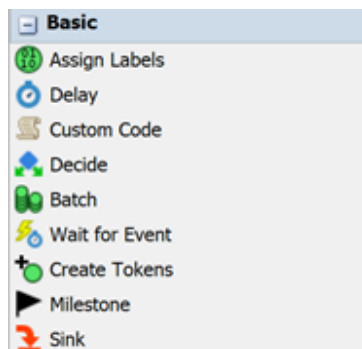 Basic
Assign Labels
Delay
Custom Code
Decide
Batch
Wait for Event
Create Tokens
Milestone
Sink